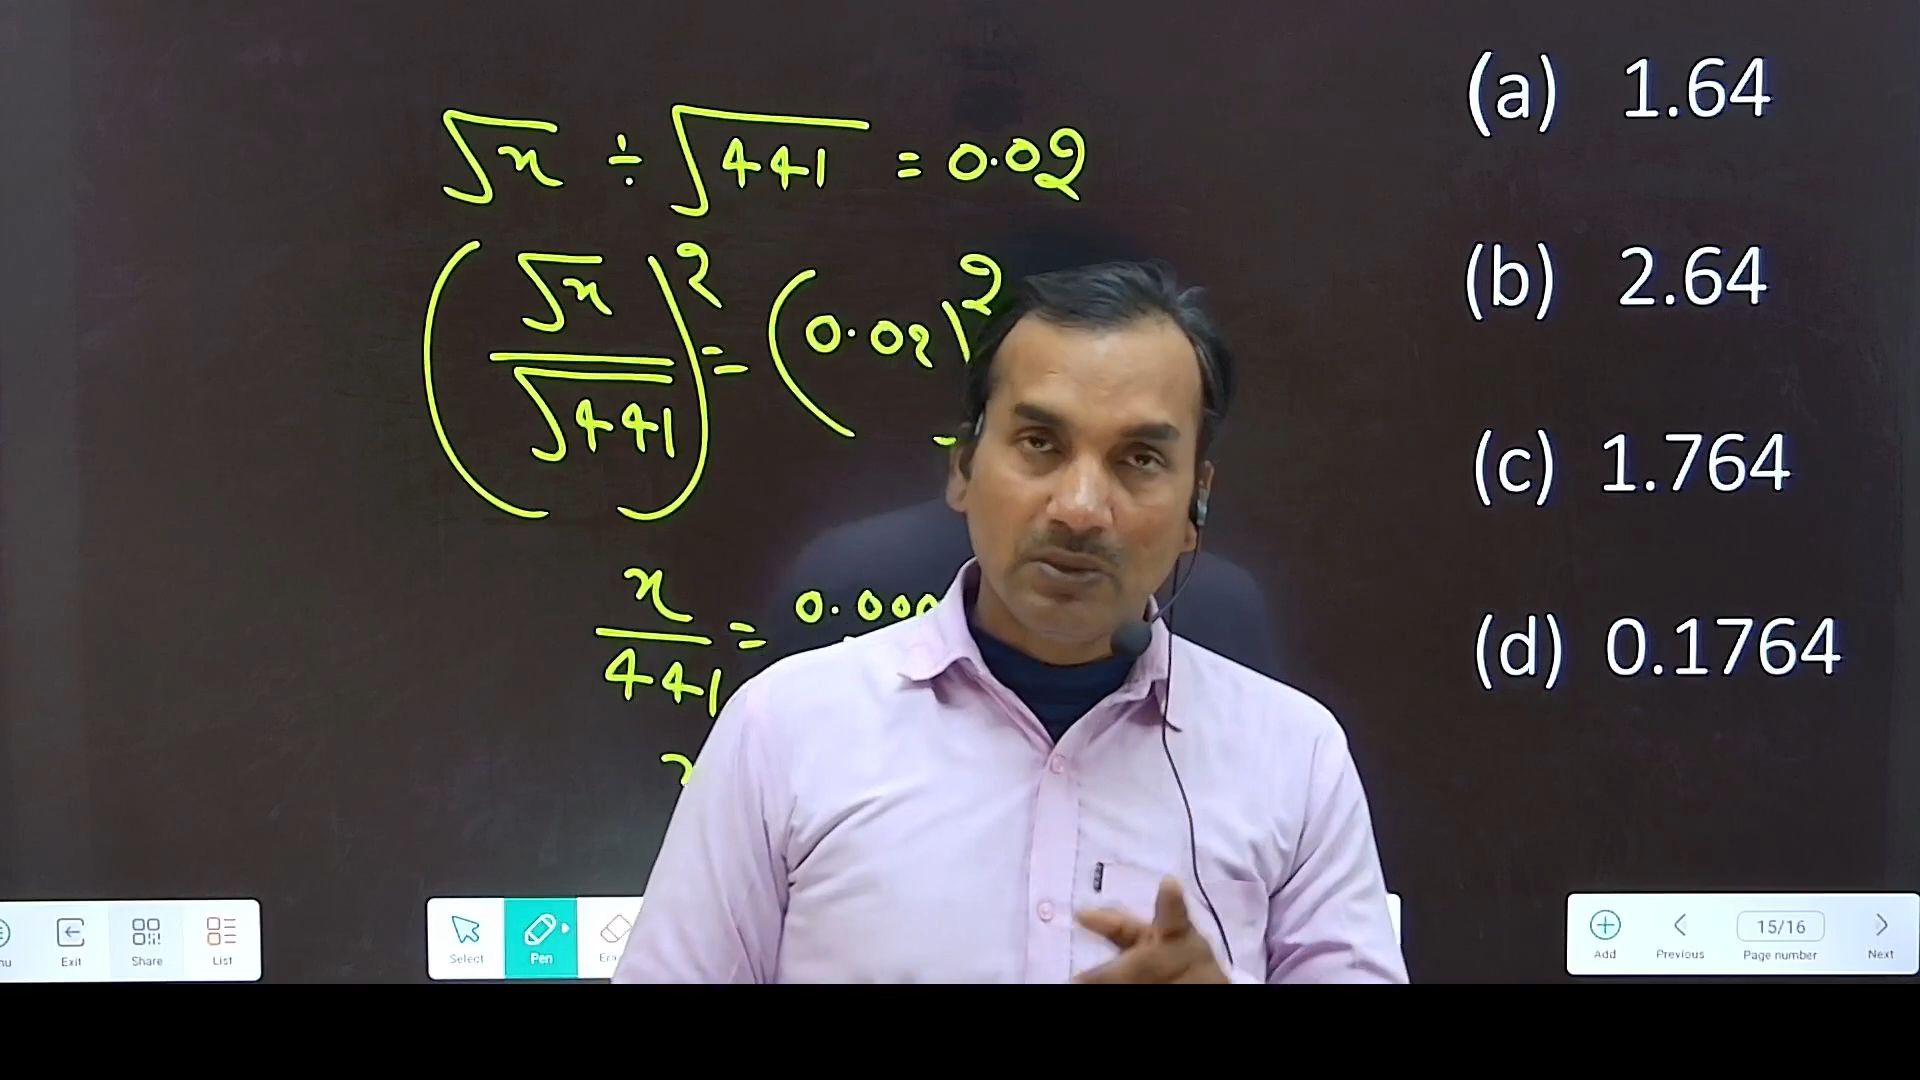 √x ÷ √441 = 0.02
(√x / √441)² = (0.02)²
x / 441 = 0.000
x
(a) 1.64
(b) 2.64
(c) 1.764
(d) 0.1764
Exit Share List
Select Pen
Add Previous 15/16 Page number Next